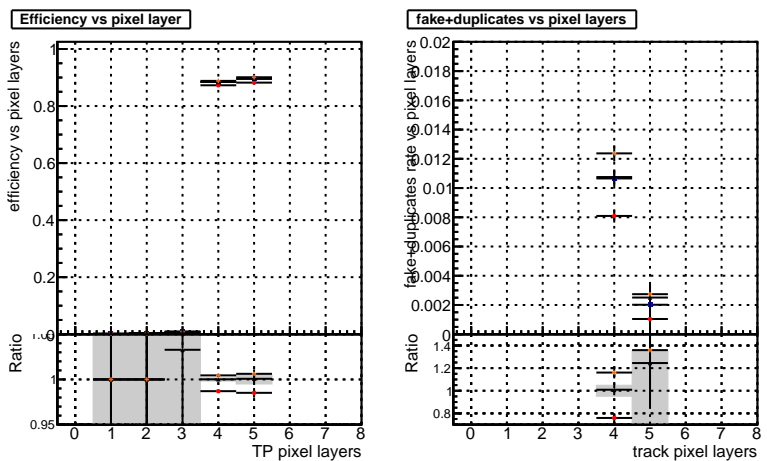 Efficiency vs pixel layer
efficiency vs pixel layers
1
0.8
0.6
0.4
0.2
0
Ratio
1
0.95
0 1 2 3 4 5 6 7 8
TP pixel layers
fake+duplicates vs pixel layers
fake+duplicates rate vs pixel layers
0.02
0.018
0.016
0.014
0.012
0.01
0.008
0.006
0.004
0.002
0
Ratio
1.4
1.2
1
0.8
0 1 2 3 4 5 6 7 8
track pixel layers